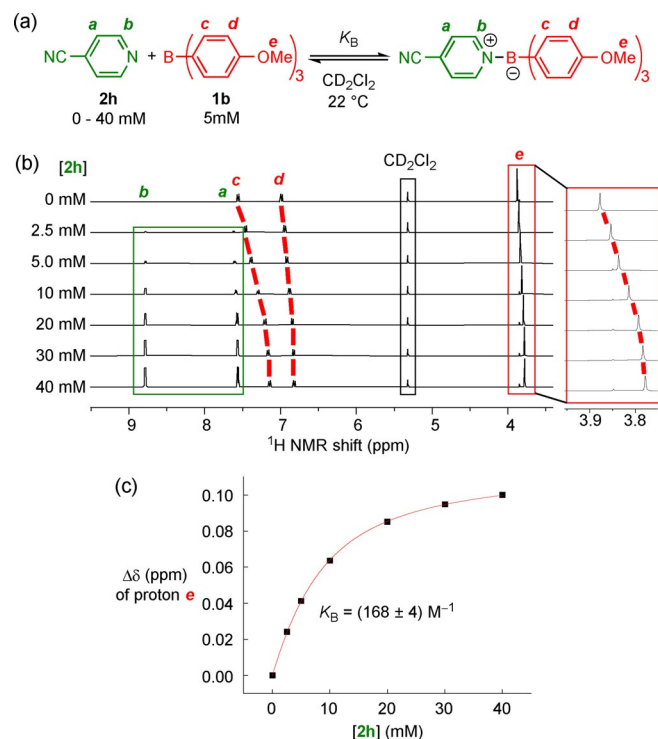 (a)
a b c d e a b c d e
NC N + B ( OMe )3 KB NC N⊕ B⊖ ( OMe )3
2h 1b CD2Cl2
0 - 40 mM 5mM 22 °C
(b)
[2h] b a c d CD2Cl2 e
0 mM
2.5 mM
5.0 mM
10 mM
20 mM
30 mM
40 mM
9 8 7 6 5 4 3.9 3.8
1H NMR shift (ppm)
(c)
0.10
0.08
0.06
0.04
0.02
0.00
Δδ (ppm)
of proton e
KB = (168 ± 4) M−1
0 10 20 30 40
[2h] (mM)